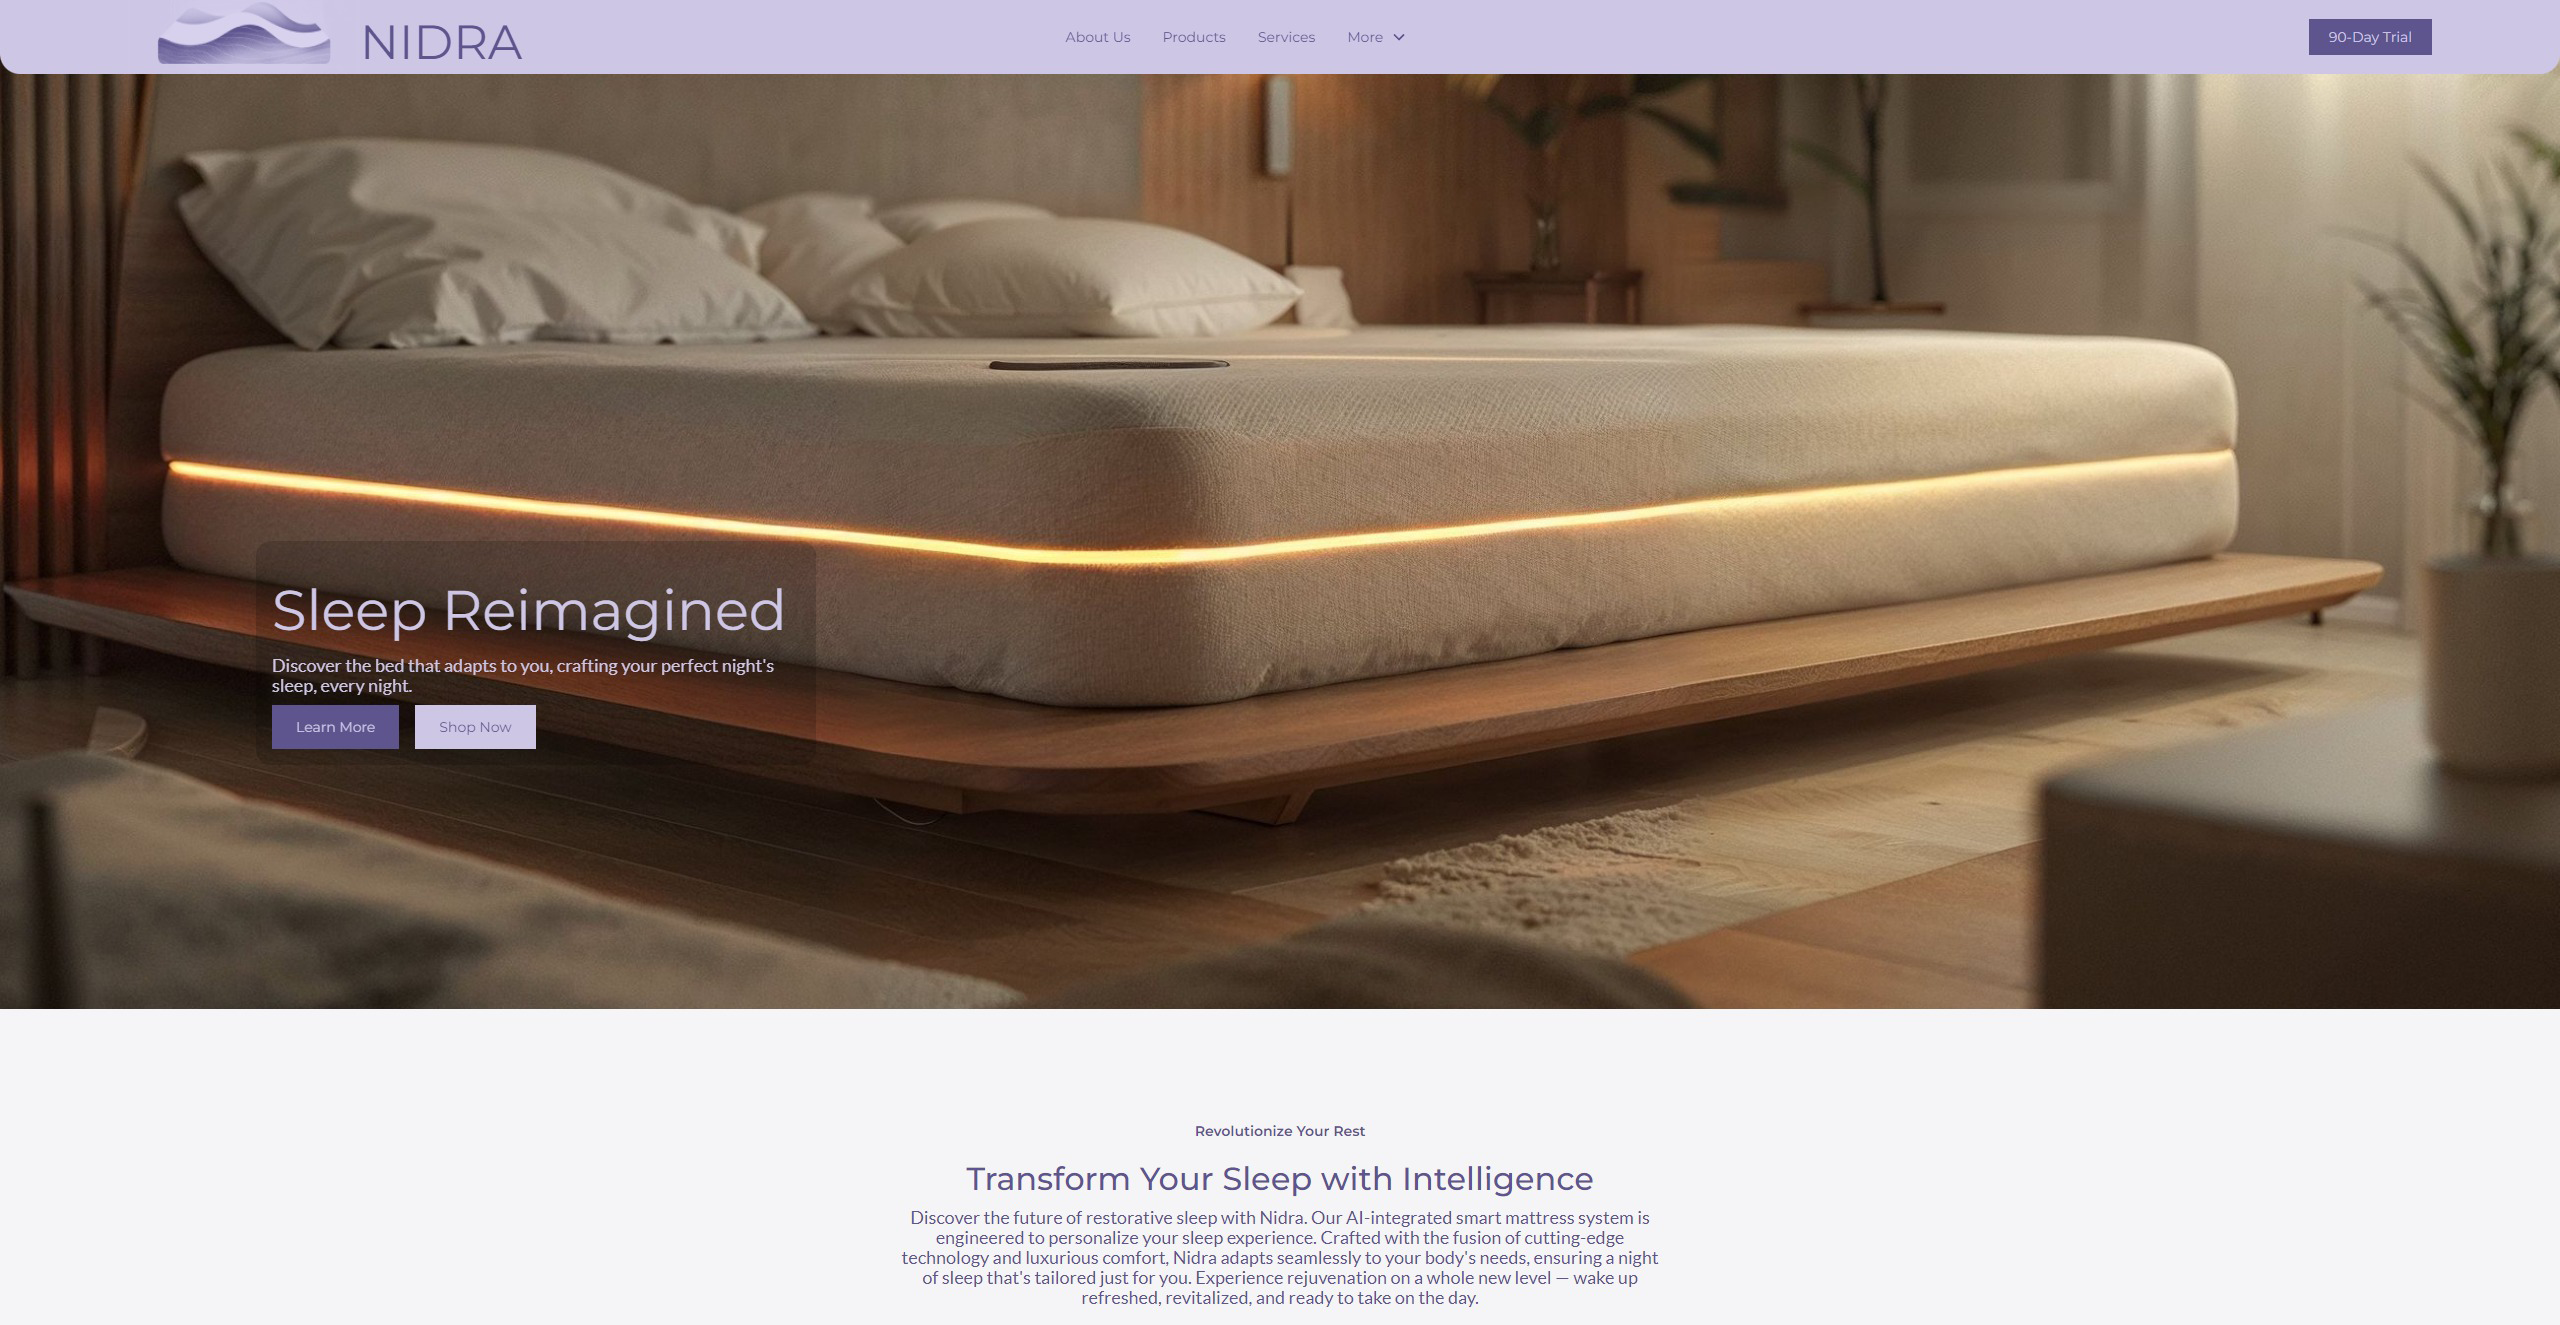 NIDRA
About Us
Products
Services
More
90-Day Trial
Sleep Reimagined
Discover the bed that adapts to you, crafting your perfect night's
sleep, every night.
Learn More
Shop Now
Revolutionize Your Rest
Transform Your Sleep with Intelligence
Discover the future of restorative sleep with Nidra. Our AI-integrated smart mattress system is
engineered to personalize your sleep experience. Crafted with the fusion of cutting-edge
technology and luxurious comfort, Nidra adapts seamlessly to your body's needs, ensuring a night
of sleep that's tailored just for you. Experience rejuvenation on a whole new level — wake up
refreshed, revitalized, and ready to take on the day.